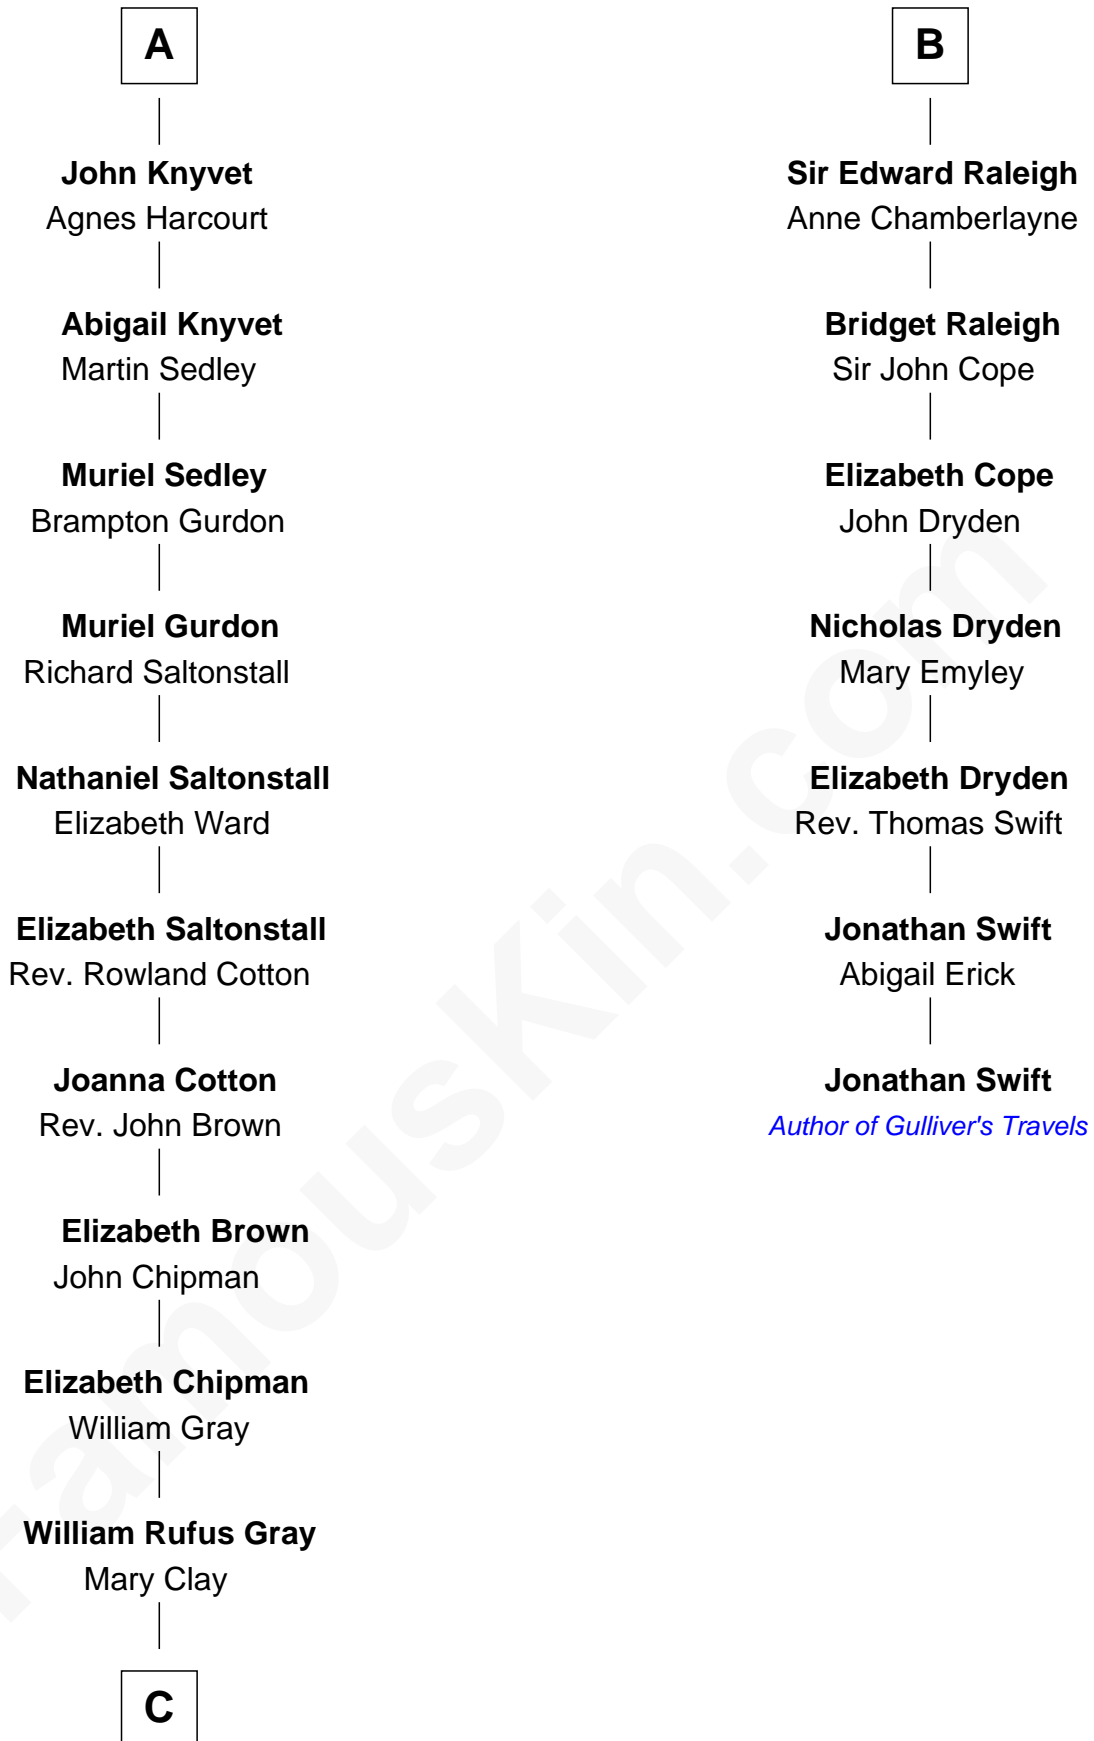 A
John Knyvet
Agnes Harcourt
Abigail Knyvet
Martin Sedley
Muriel Sedley
Brampton Gurdon
Muriel Gurdon
Richard Saltonstall
Nathaniel Saltonstall
Elizabeth Ward
Elizabeth Saltonstall
Rev. Rowland Cotton
Joanna Cotton
Rev. John Brown
Elizabeth Brown
John Chipman
Elizabeth Chipman
William Gray
William Rufus Gray
Mary Clay
C
B
Sir Edward Raleigh
Anne Chamberlayne
Bridget Raleigh
Sir John Cope
Elizabeth Cope
John Dryden
Nicholas Dryden
Mary Emyley
Elizabeth Dryden
Rev. Thomas Swift
Jonathan Swift
Abigail Erick
Jonathan Swift
Author of Gulliver's Travels
FamousKin.com